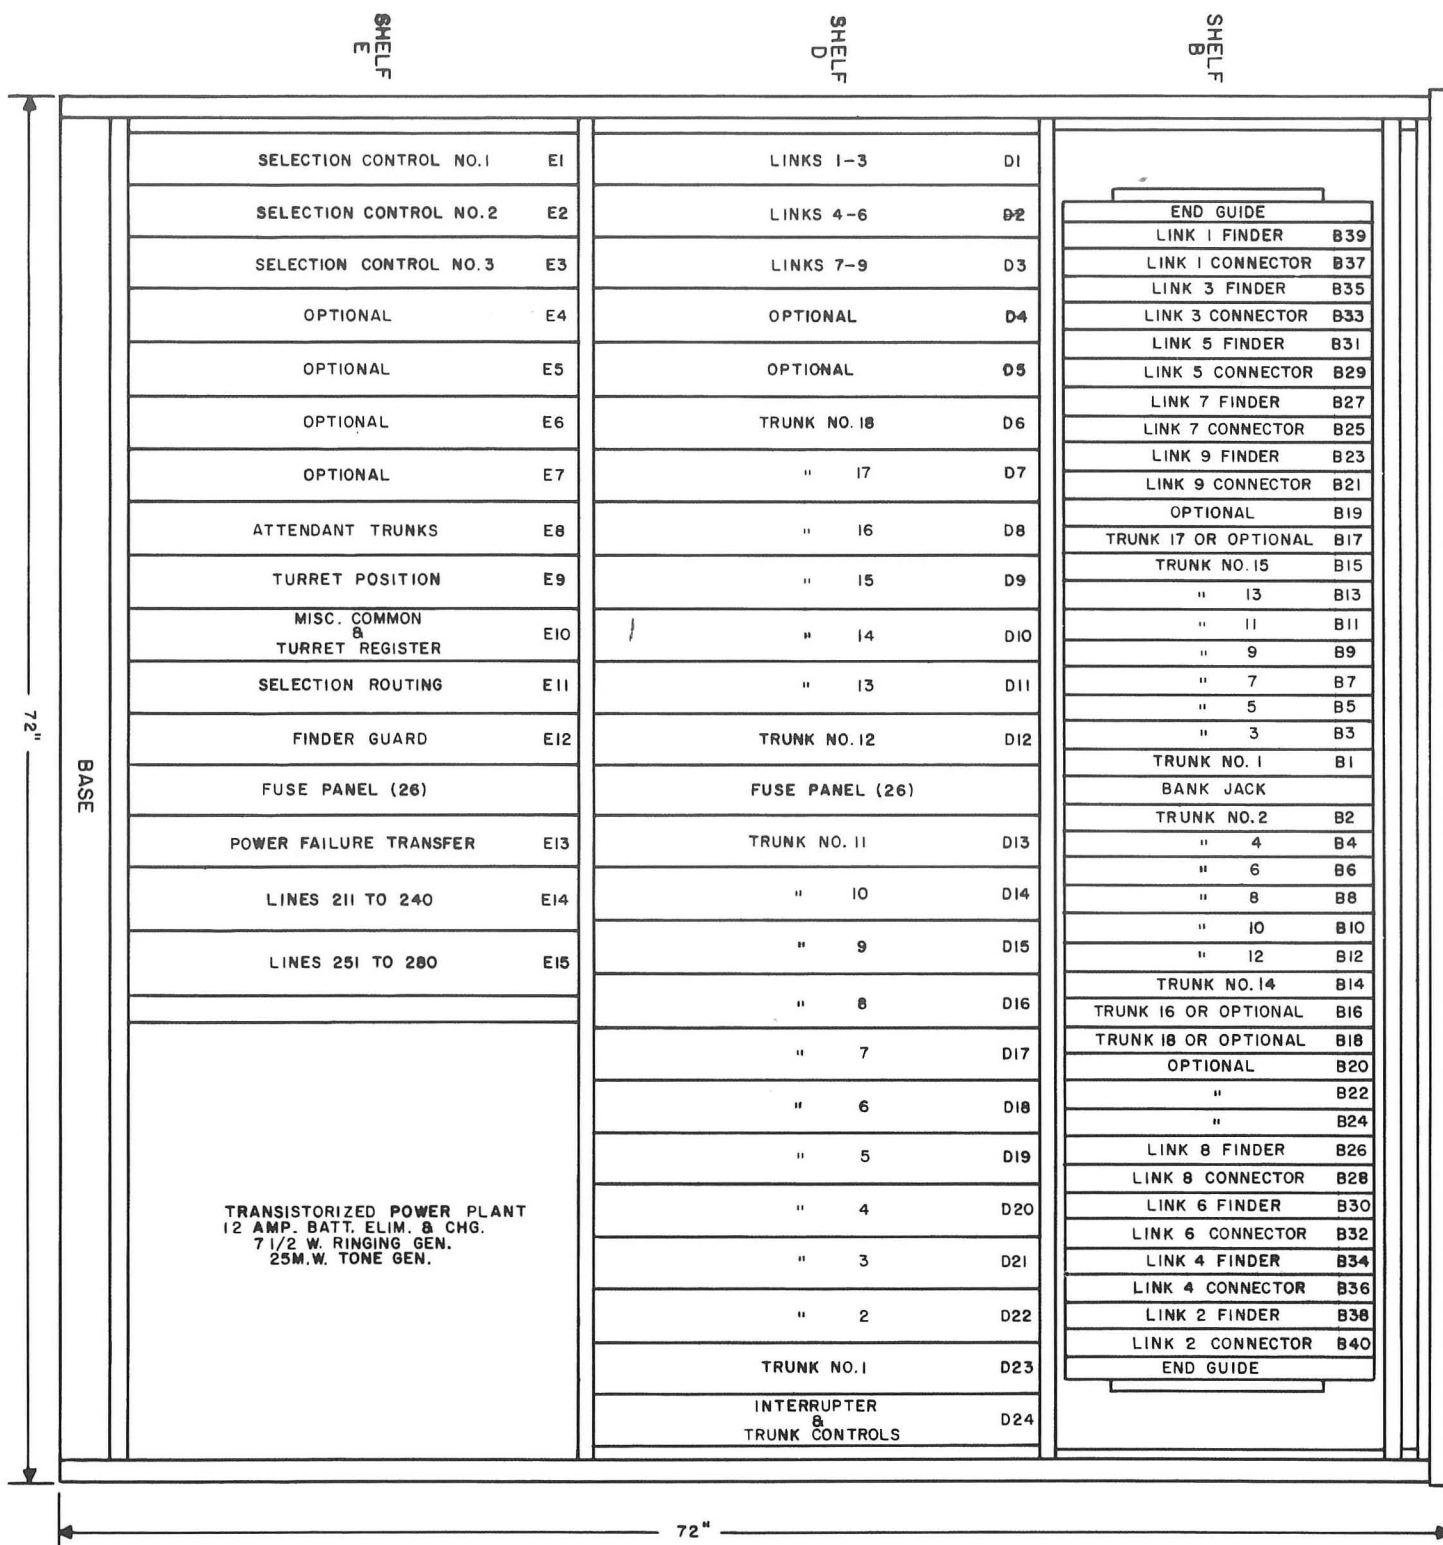 SHELF
E
SHELF
D
SHELF
B
SELECTION CONTROL NO.1 E1
SELECTION CONTROL NO.2 E2
SELECTION CONTROL NO.3 E3
OPTIONAL E4
OPTIONAL E5
OPTIONAL E6
OPTIONAL E7
ATTENDANT TRUNKS E8
TURRET POSITION E9
MISC. COMMON
&
TURRET REGISTER E10
SELECTION ROUTING E11
FINDER GUARD E12
FUSE PANEL (26)
POWER FAILURE TRANSFER E13
LINES 211 TO 240 E14
LINES 251 TO 280 E15
TRANSISTORIZED POWER PLANT
12 AMP. BATT. ELIM. & CHG.
7 1/2 W. RINGING GEN.
25M.W. TONE GEN.
LINKS 1-3 D1
LINKS 4-6 D2
LINKS 7-9 D3
OPTIONAL D4
OPTIONAL D5
TRUNK NO. 18 D6
" 17 D7
" 16 D8
" 15 D9
" 14 D10
" 13 D11
TRUNK NO. 12 D12
FUSE PANEL (26)
TRUNK NO. 11 D13
" 10 D14
" 9 D15
" 8 D16
" 7 D17
" 6 D18
" 5 D19
" 4 D20
" 3 D21
" 2 D22
TRUNK NO.1 D23
INTERRUPTER
&
TRUNK CONTROLS D24
END GUIDE
LINK 1 FINDER B39
LINK 1 CONNECTOR B37
LINK 3 FINDER B35
LINK 3 CONNECTOR B33
LINK 5 FINDER B31
LINK 5 CONNECTOR B29
LINK 7 FINDER B27
LINK 7 CONNECTOR B25
LINK 9 FINDER B23
LINK 9 CONNECTOR B21
OPTIONAL B19
TRUNK 17 OR OPTIONAL B17
TRUNK NO. 15 B15
" 13 B13
" 11 B11
" 9 B9
" 7 B7
" 5 B5
" 3 B3
TRUNK NO. 1 B1
BANK JACK
TRUNK NO.2 B2
" 4 B4
" 6 B6
" 8 B8
" 10 B10
" 12 B12
TRUNK NO. 14 B14
TRUNK 16 OR OPTIONAL B16
TRUNK 18 OR OPTIONAL B18
OPTIONAL B20
" B22
" B24
LINK 8 FINDER B26
LINK 8 CONNECTOR B28
LINK 6 FINDER B30
LINK 6 CONNECTOR B32
LINK 4 FINDER B34
LINK 4 CONNECTOR B36
LINK 2 FINDER B38
LINK 2 CONNECTOR B40
END GUIDE
BASE
72"
72"